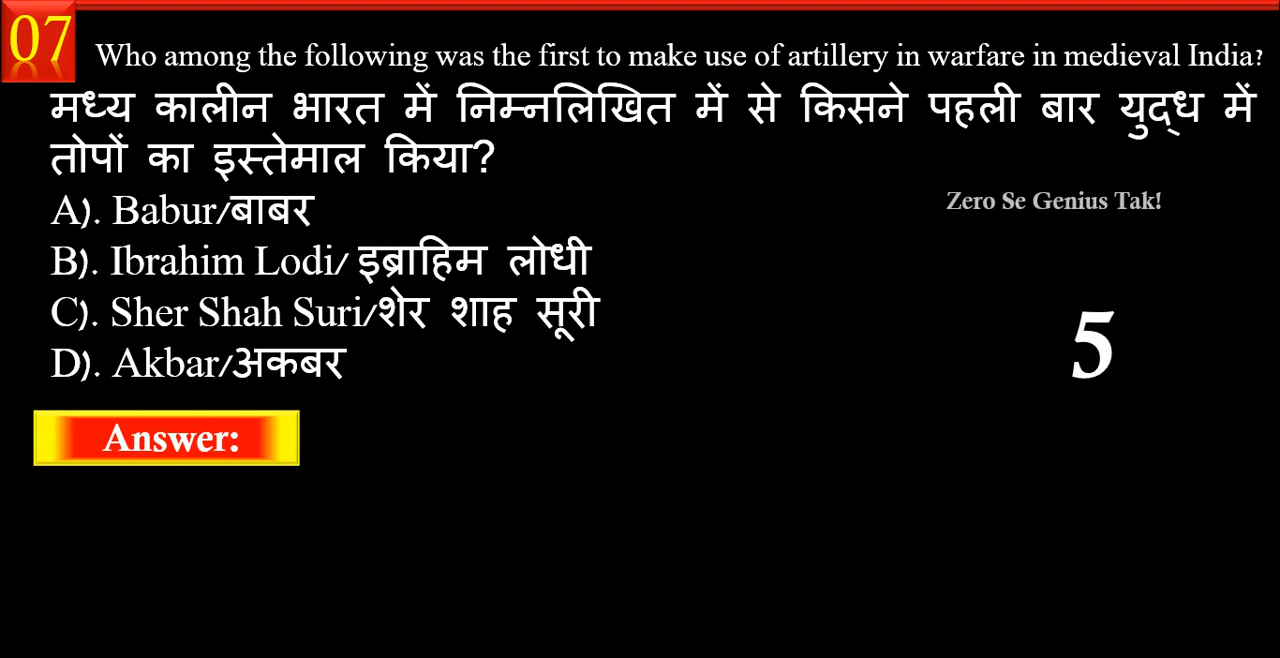 07
Who among the following was the first to make use of artillery in warfare in medieval India?
मध्य कालीन भारत में निम्नलिखित में से किसने पहली बार युद्ध में
तोपों का इस्तेमाल किया?
A). Babur/बाबर
Zero Se Genius Tak!
B). Ibrahim Lodi/ इब्राहिम लोधी
C). Sher Shah Suri/शेर शाह सूरी
5
D). Akbar/अकबर
Answer: